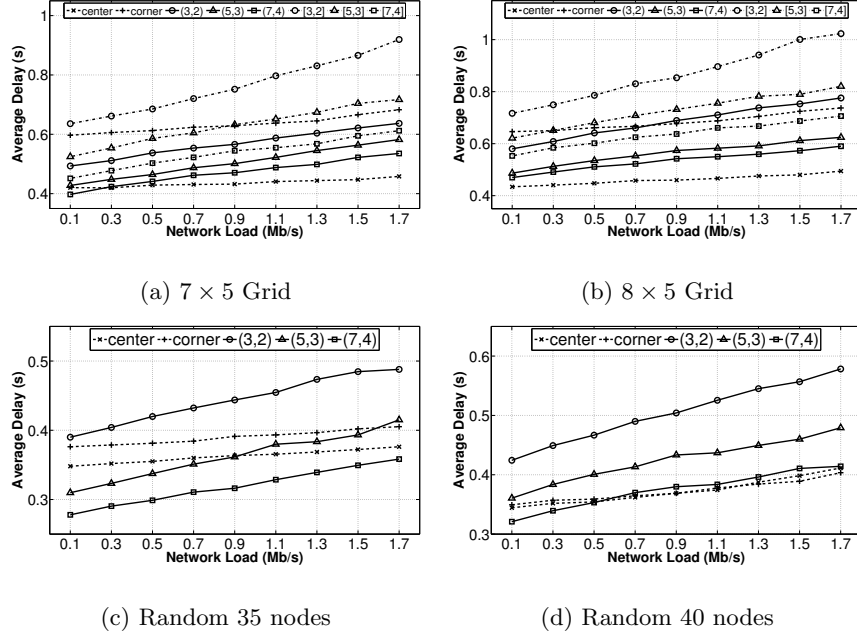 center corner (3,2) (5,3) (7,4) [3,2] [5,3] [7,4]
Average Delay (s)
1
0.8
0.6
0.4
0.1 0.3 0.5 0.7 0.9 1.1 1.3 1.5 1.7
Network Load (Mb/s)
(a) 7 × 5 Grid
center corner (3,2) (5,3) (7,4) [3,2] [5,3] [7,4]
Average Delay (s)
1
0.8
0.6
0.4
0.1 0.3 0.5 0.7 0.9 1.1 1.3 1.5 1.7
Network Load (Mb/s)
(b) 8 × 5 Grid
center corner (3,2) (5,3) (7,4)
Average Delay (s)
0.5
0.4
0.3
0.1 0.3 0.5 0.7 0.9 1.1 1.3 1.5 1.7
Network Load (Mb/s)
(c) Random 35 nodes
center corner (3,2) (5,3) (7,4)
Average Delay (s)
0.6
0.5
0.4
0.3
0.1 0.3 0.5 0.7 0.9 1.1 1.3 1.5 1.7
Network Load (Mb/s)
(d) Random 40 nodes